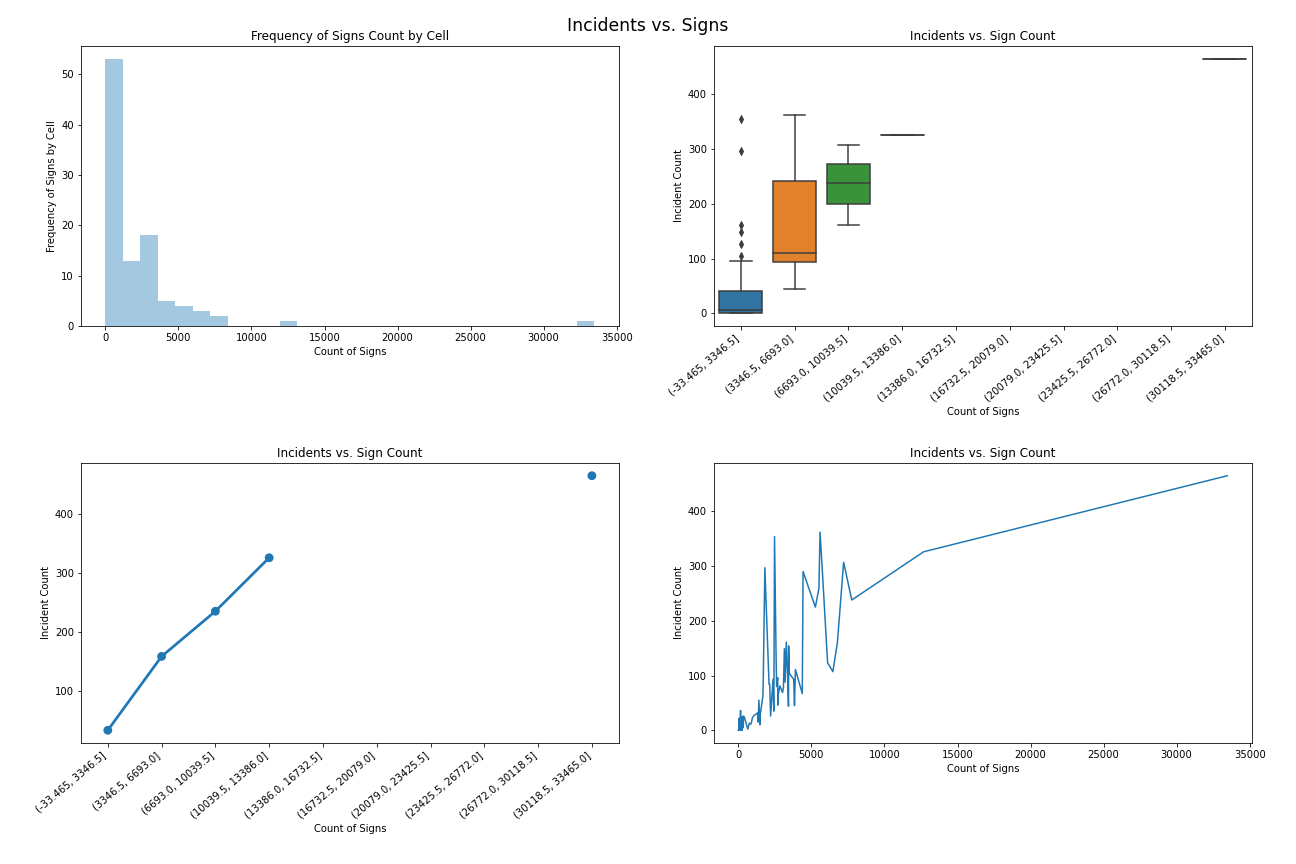 Incidents vs. Signs
Frequency of Signs Count by Cell
Frequency of Signs by Cell
50
40
30
20
10
0
0 5000 10000 15000 20000 25000 30000 35000
Count of Signs
Incidents vs. Sign Count
Incident Count
400
300
200
100
0
(-33.465, 3346.5]
(3346.5, 6693.0]
(6693.0, 10039.5]
(10039.5, 13386.0]
(13386.0, 16732.5]
(16732.5, 20079.0]
(20079.0, 23425.5]
(23425.5, 26772.0]
(26772.0, 30118.5]
(30118.5, 33465.0]
Count of Signs
Incidents vs. Sign Count
Incident Count
400
300
200
100
(-33.465, 3346.5]
(3346.5, 6693.0]
(6693.0, 10039.5]
(10039.5, 13386.0]
(13386.0, 16732.5]
(16732.5, 20079.0]
(20079.0, 23425.5]
(23425.5, 26772.0]
(26772.0, 30118.5]
(30118.5, 33465.0]
Count of Signs
Incidents vs. Sign Count
Incident Count
400
300
200
100
0
0 5000 10000 15000 20000 25000 30000 35000
Count of Signs